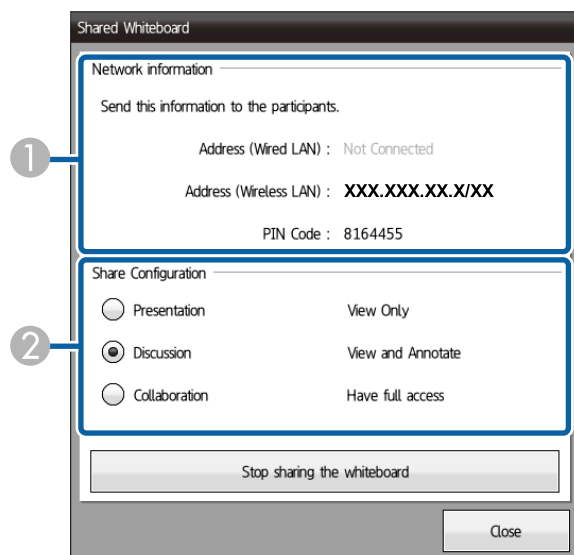 Shared Whiteboard
Network information
Send this information to the participants.
Address (Wired LAN) : Not Connected
Address (Wireless LAN) : XXX.XXX.XX.X/XX
PIN Code : 8164455
1
Share Configuration
Presentation View Only
Discussion View and Annotate
Collaboration Have full access
2
Stop sharing the whiteboard
Close